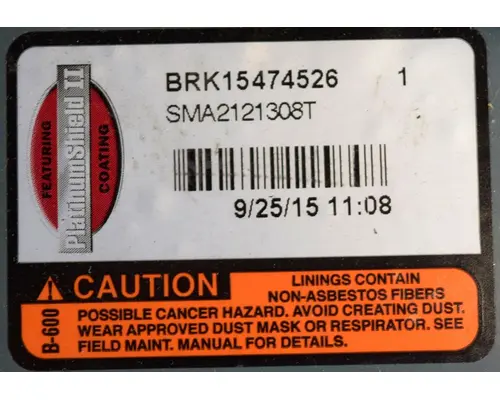 FEATURING
PlatinumShield II
COATING
BRK15474526 1
SMA2121308T
9/25/15 11:08
B-600
CAUTION
LININGS CONTAIN
NON-ASBESTOS FIBERS
POSSIBLE CANCER HAZARD. AVOID CREATING DUST.
WEAR APPROVED DUST MASK OR RESPIRATOR. SEE
FIELD MAINT. MANUAL FOR DETAILS.